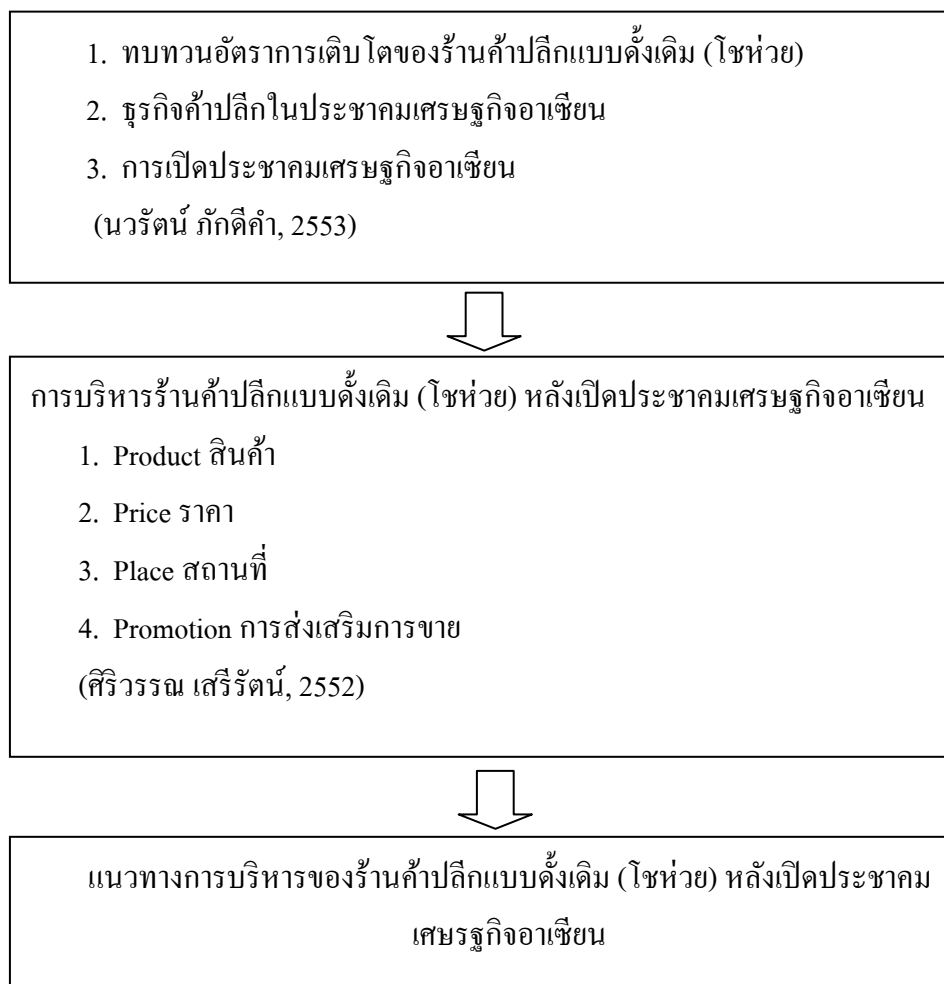 1. ทบทวนอัตราการเติบโตของร้านค้าปลีกแบบดั้งเดิม (โชห่วย)
2. ธุรกิจค้าปลีกในประชาคมเศรษฐกิจอาเซียน
3. การเปิดประชาคมเศรษฐกิจอาเซียน
(นวรัตน์ ภักดีคำ, 2553)
การบริหารร้านค้าปลีกแบบดั้งเดิม (โชห่วย) หลังเปิดประชาคมเศรษฐกิจอาเซียน
1. Product สินค้า
2. Price ราคา
3. Place สถานที่
4. Promotion การส่งเสริมการขาย
(ศิริวรรณ เสรีรัตน์, 2552)
แนวทางการบริหารของร้านค้าปลีกแบบดั้งเดิม (โชห่วย) หลังเปิดประชาคม
เศษรฐกิจอาเซียน